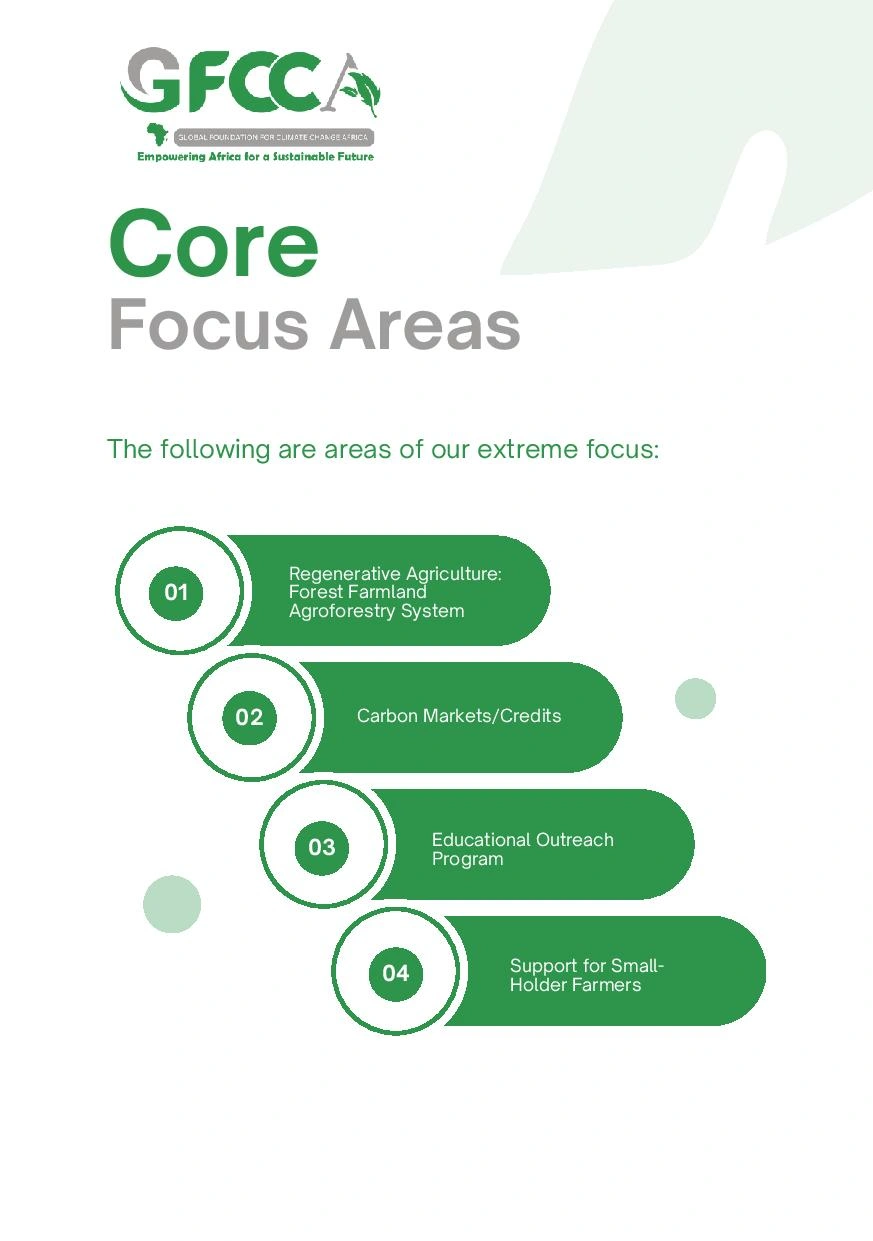 GFCCA
GLOBAL FOUNDATION FOR CLIMATE CHANGE AFRICA
Empowering Africa for a Sustainable Future
Core
Focus Areas
The following are areas of our extreme focus:
01
Regenerative Agriculture:
Forest Farmland
Agroforestry System
02
Carbon Markets/Credits
03
Educational Outreach
Program
04
Support for Small-
Holder Farmers